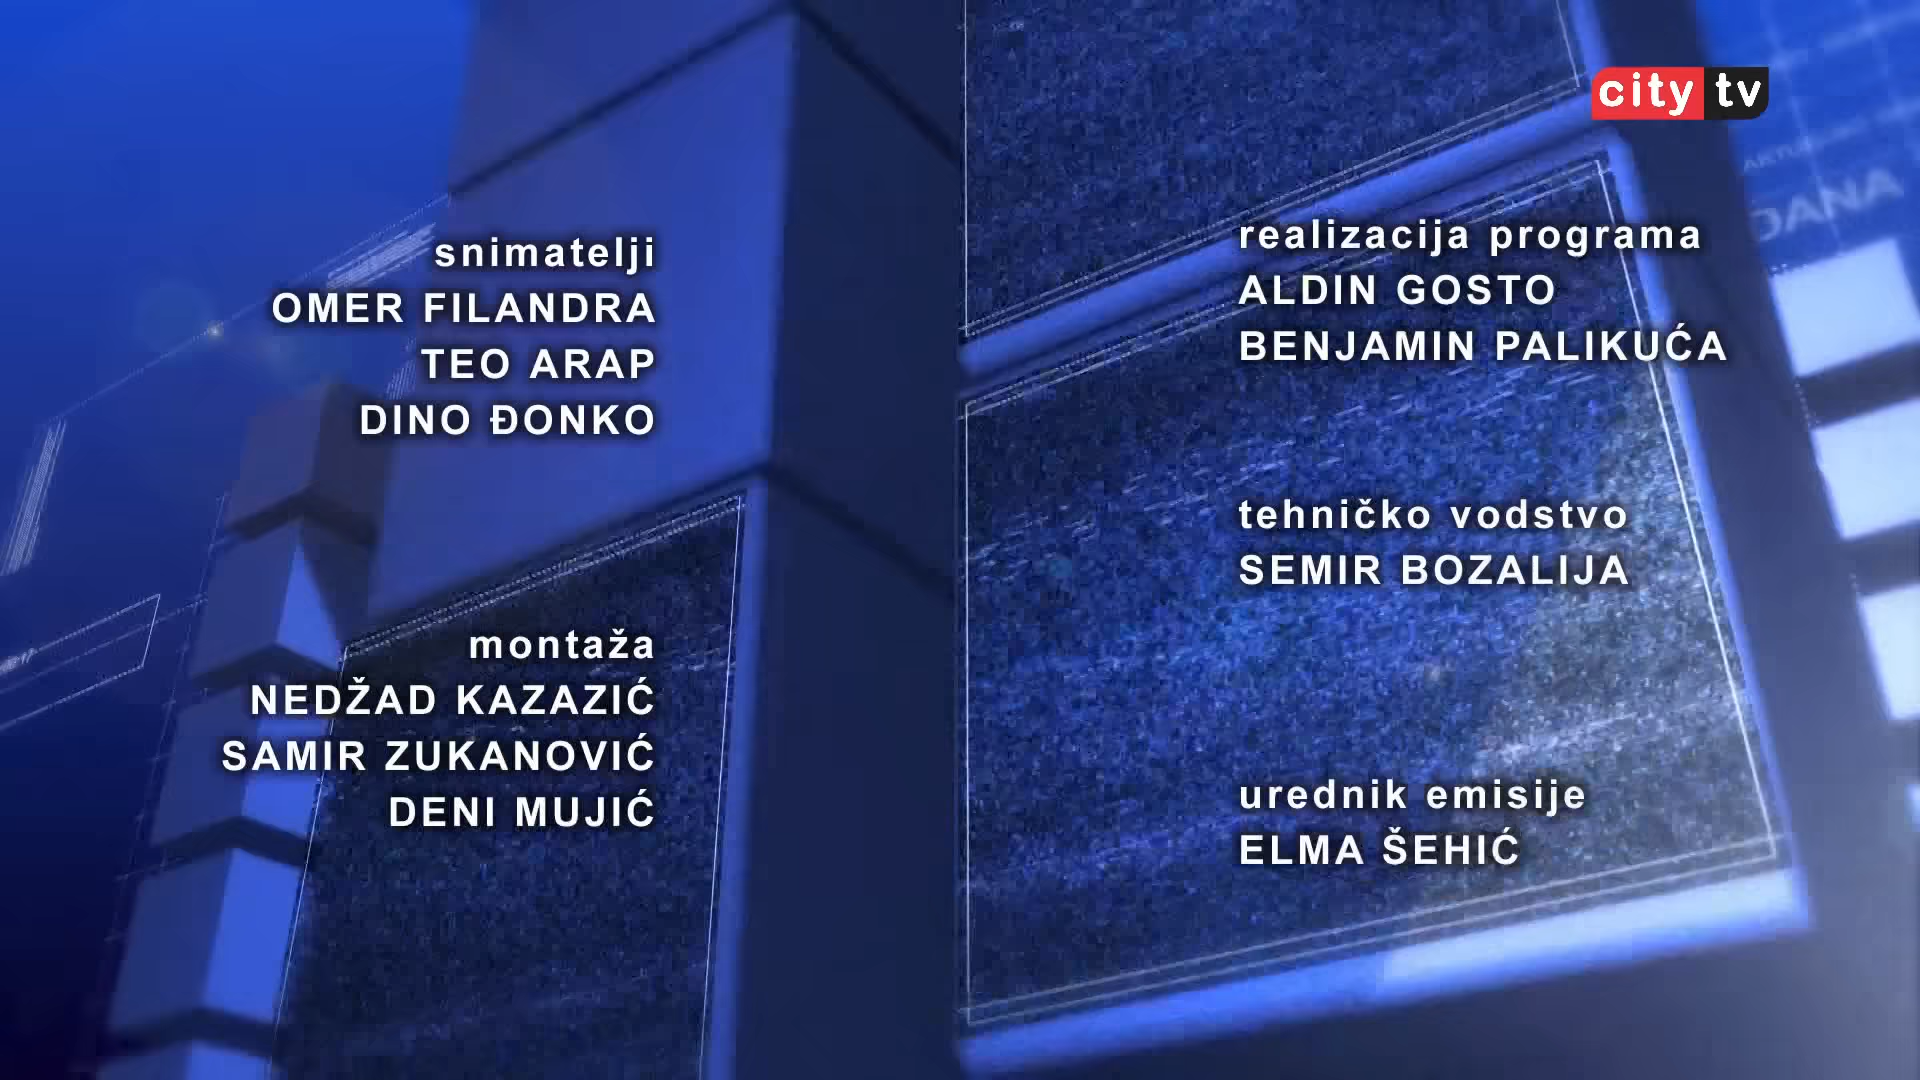 city tv
DANA
snimatelji
OMER FILANDRA
TEO ARAP
DINO ĐONKO
montaža
NEDŽAD KAZAZIĆ
SAMIR ZUKANOVIĆ
DENI MUJIĆ
realizacija programa
ALDIN GOSTO
BENJAMIN PALIKUĆA
tehničko vodstvo
SEMIR BOZALIJA
urednik emisije
ELMA ŠEHIĆ